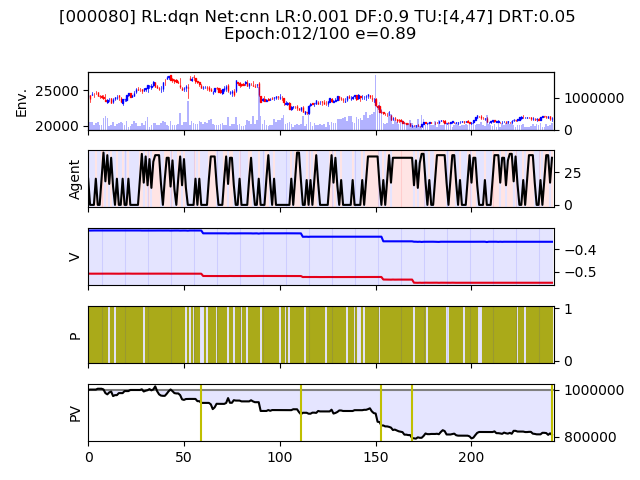 [000080] RL:dqn Net:cnn LR:0.001 DF:0.9 TU:[4,47] DRT:0.05
Epoch:012/100 e=0.89
Env.
25000
20000
1000000
0
Agent
25
0
V
−0.4
−0.5
P
1
0
PV
1000000
800000
0 50 100 150 200